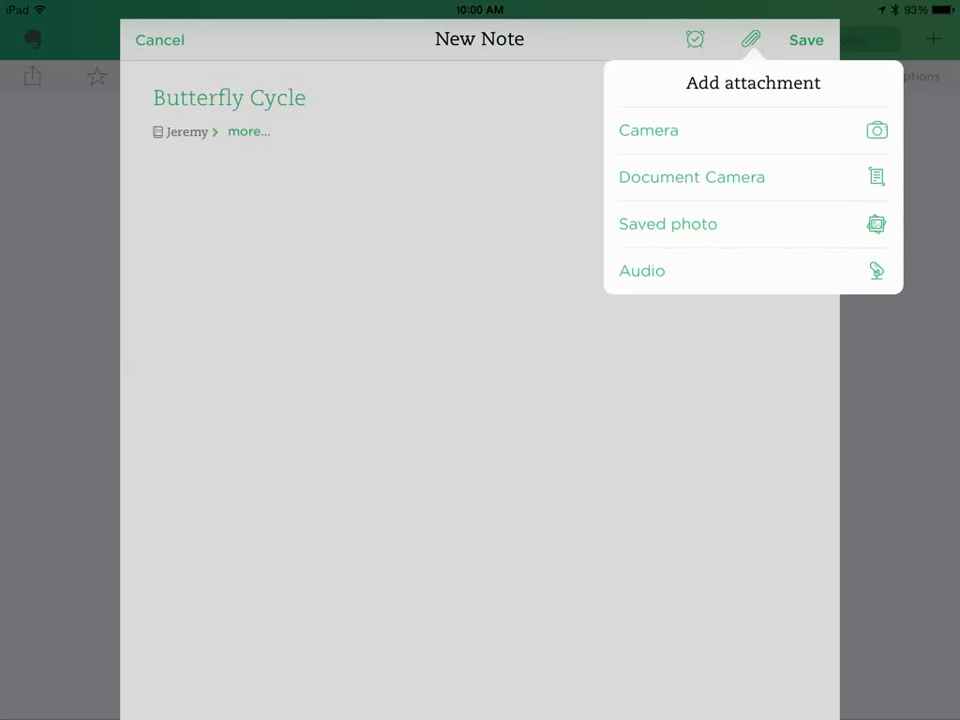 iPad 10:00 AM 93%
Cancel New Note Save
Add attachment
Butterfly Cycle
Jeremy > more...
Camera
Document Camera
Saved photo
Audio